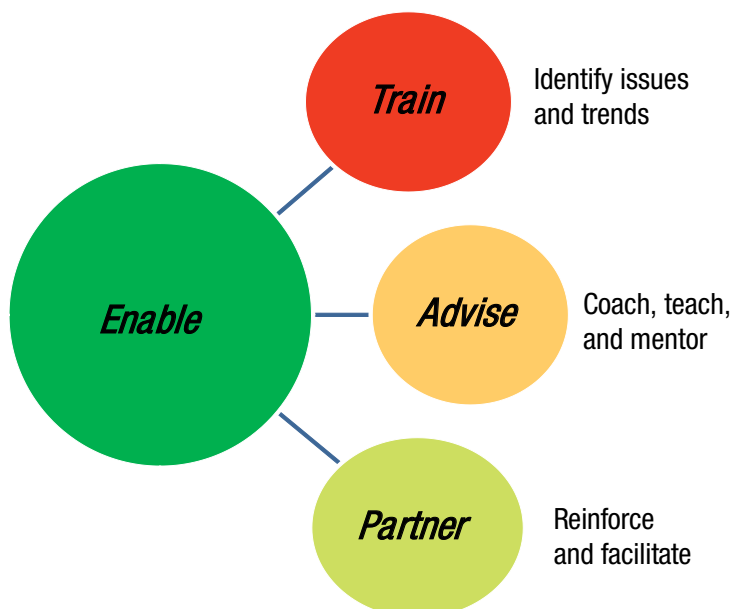 Train
Identify issues
and trends
Enable
Advise
Coach, teach,
and mentor
Partner
Reinforce
and facilitate